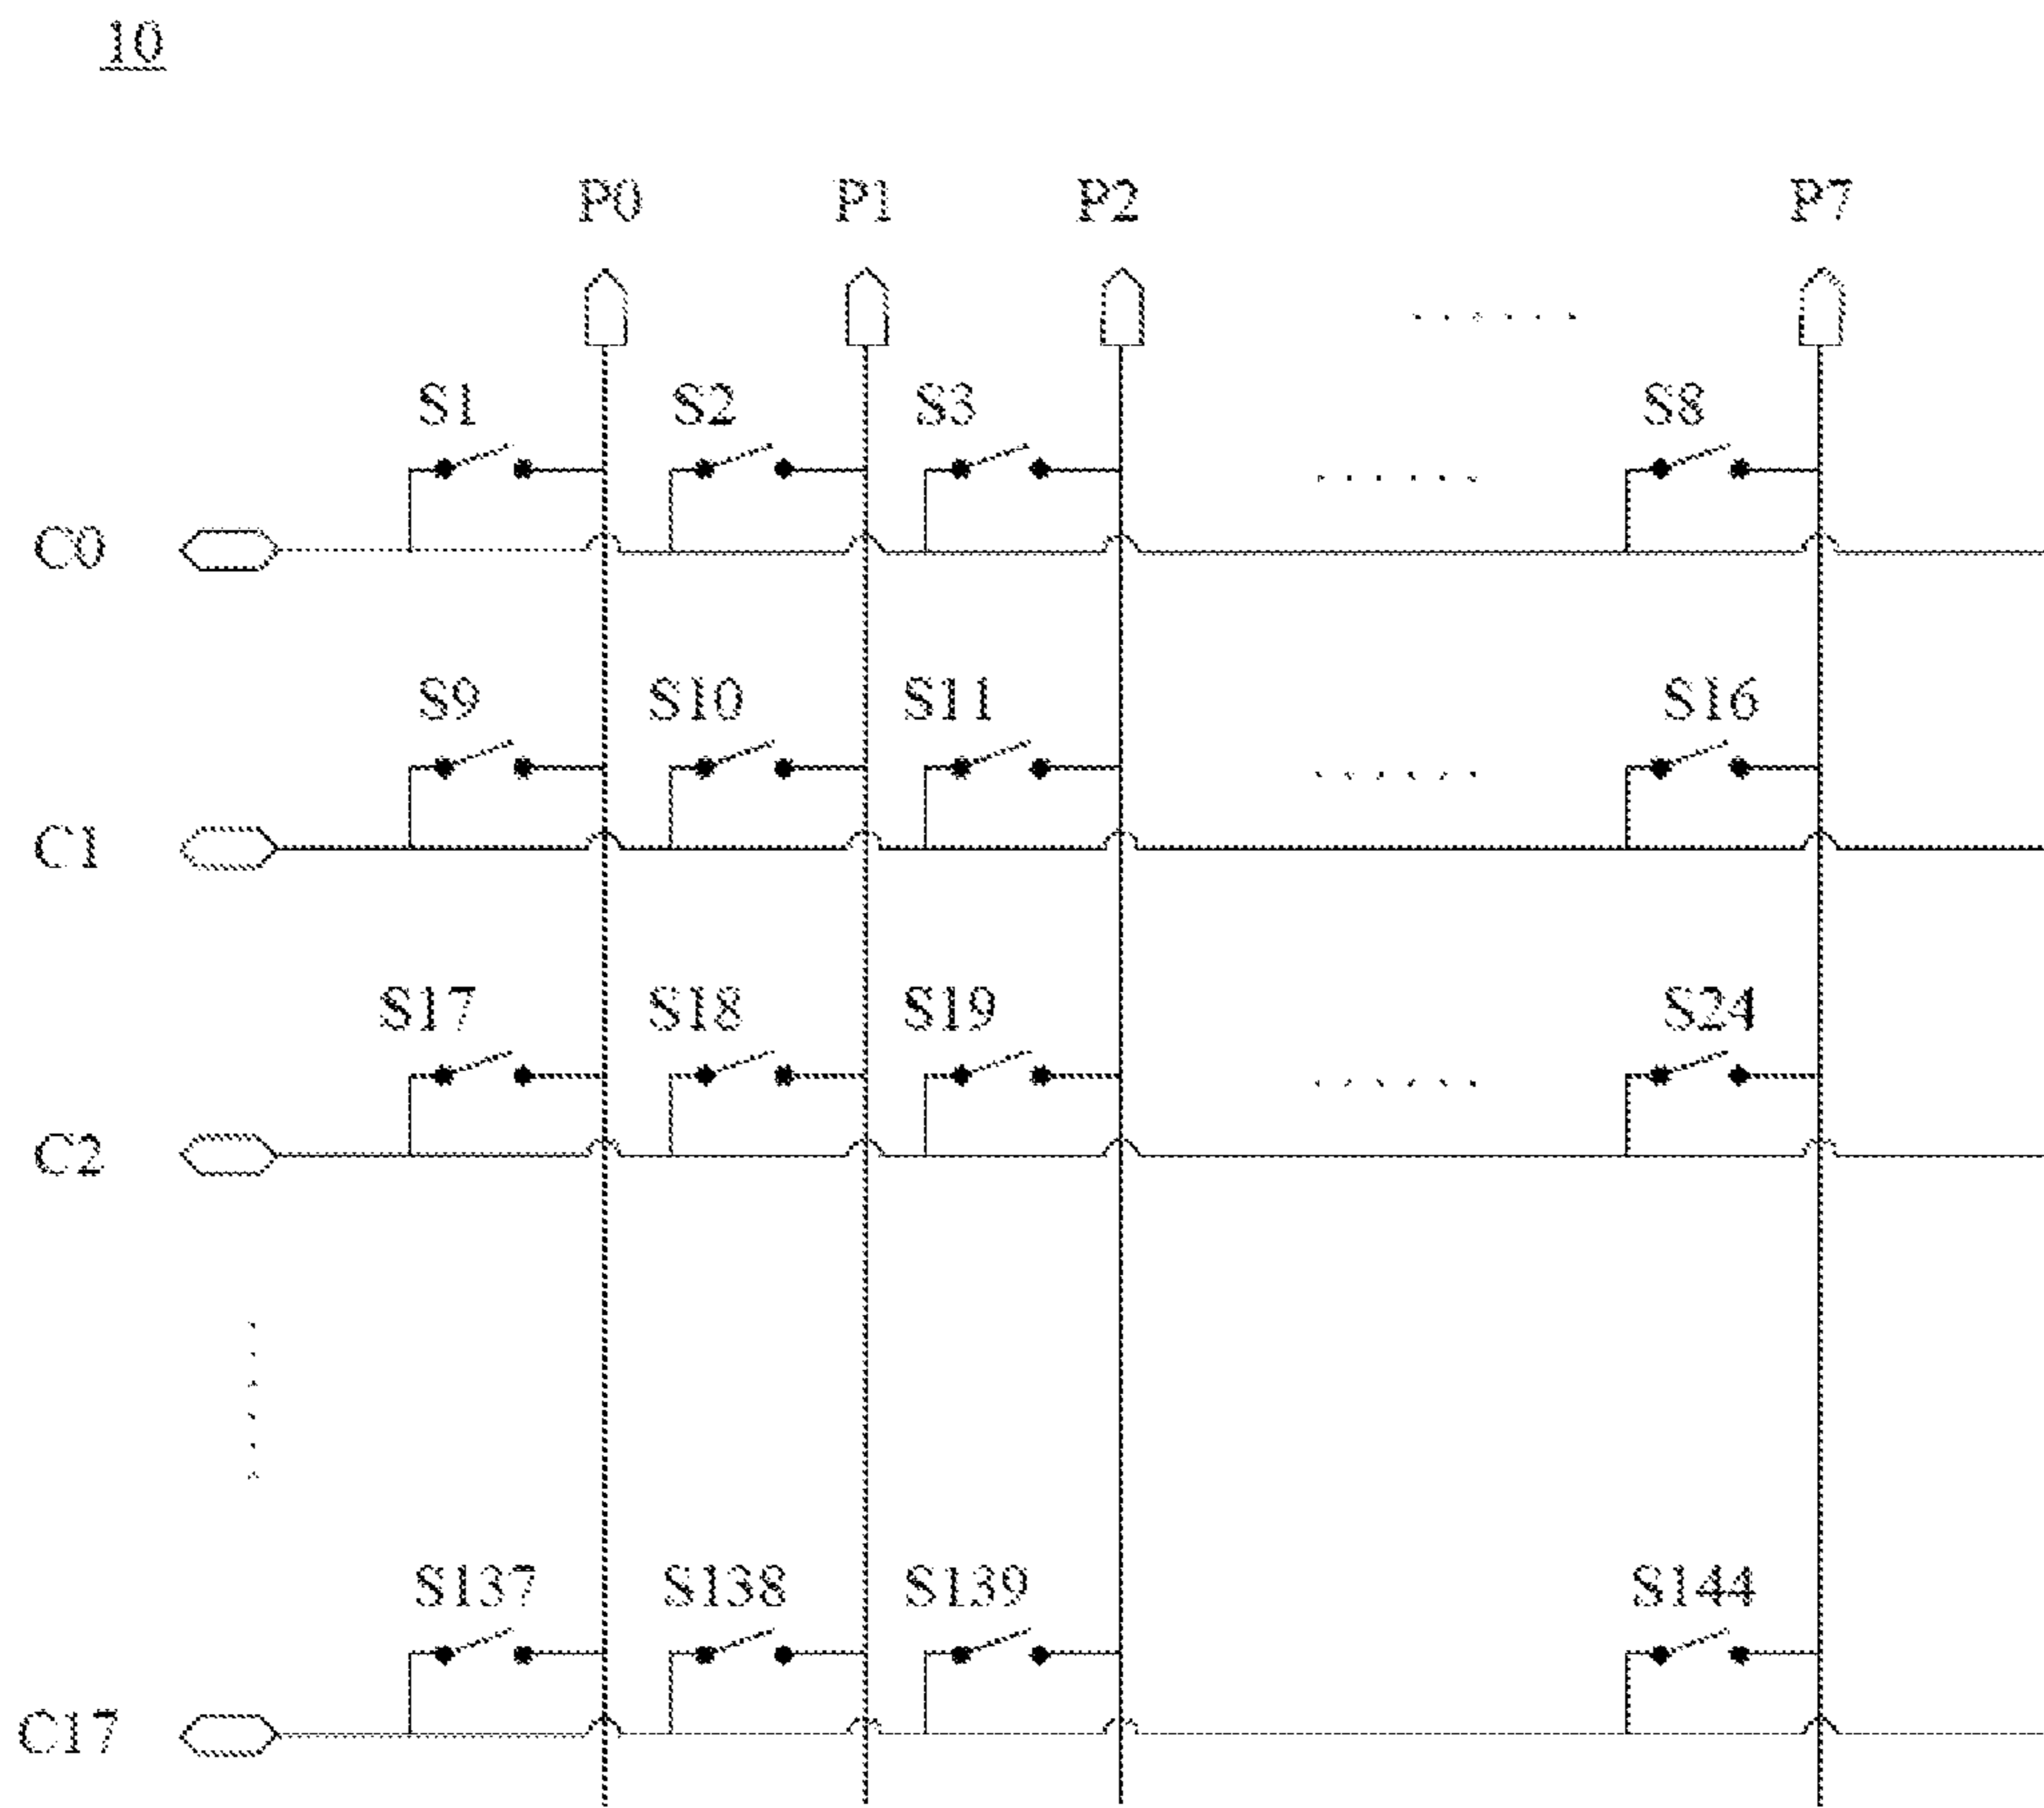 10
P0 P1 P2 P7
S1 S2 S3 S8
C0
S9 S10 S11 S16
C1
S17 S18 S19 S24
C2
S137 S138 S139 S144
C17